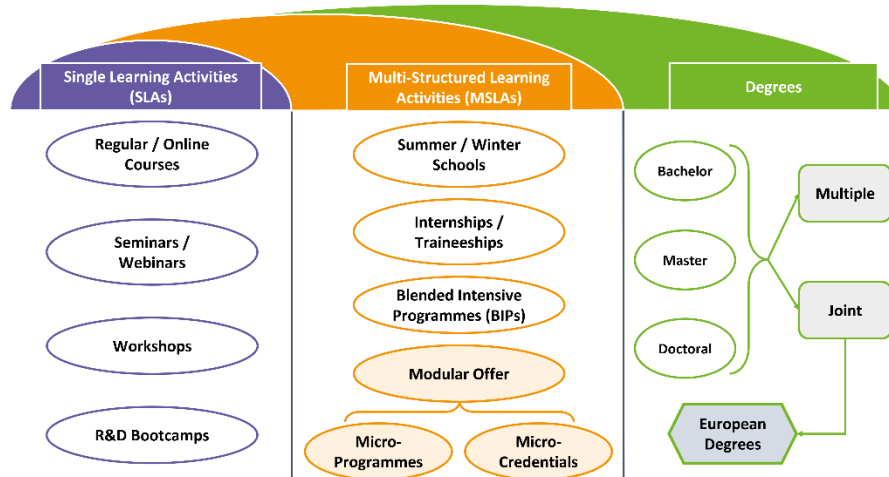 Single Learning Activities
(SLAs)
Multi-Structured Learning
Activities (MSLAs)
Degrees
Regular / Online
Courses
Seminars /
Webinars
Workshops
R&D Bootcamps
Summer / Winter
Schools
Internships /
Traineeships
Blended Intensive
Programmes (BIPs)
Modular Offer
Micro-
Programmes
Micro-
Credentials
Bachelor
Master
Doctoral
Multiple
Joint
European
Degrees